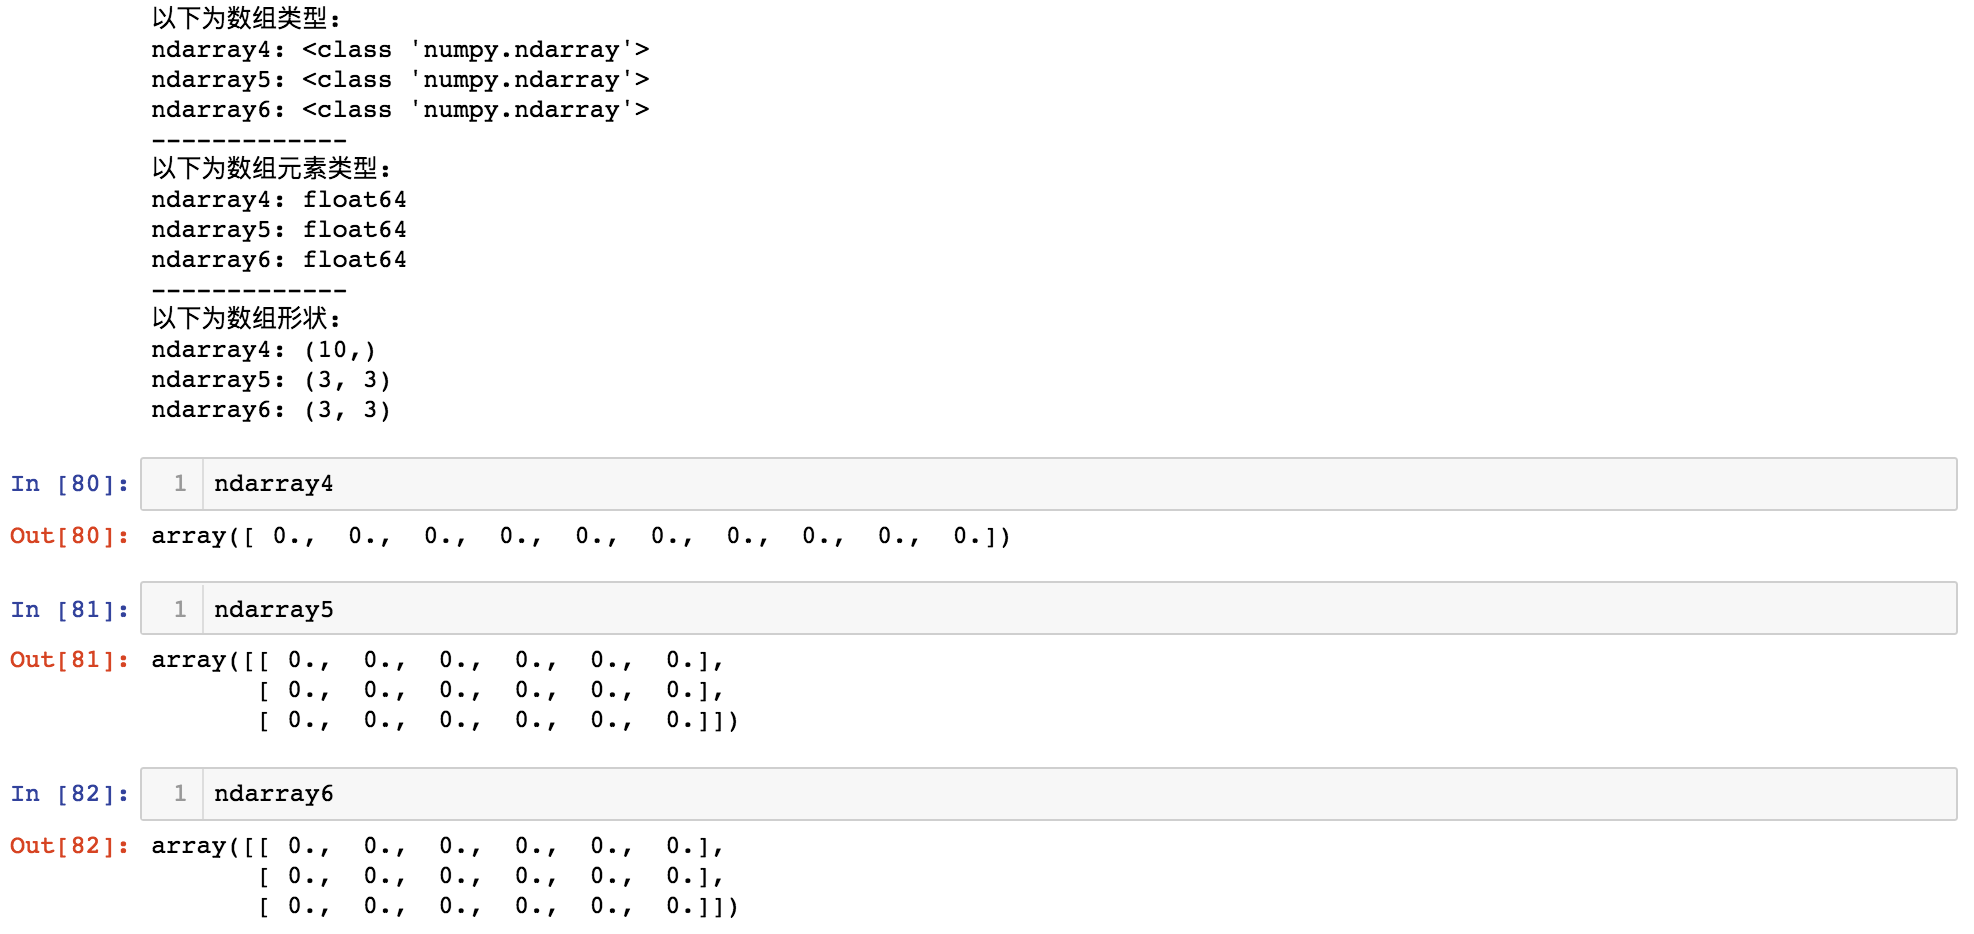 以下为数组类型：
ndarray4: <class 'numpy.ndarray'>
ndarray5: <class 'numpy.ndarray'>
ndarray6: <class 'numpy.ndarray'>
-------------
以下为数组元素类型：
ndarray4: float64
ndarray5: float64
ndarray6: float64
-------------
以下为数组形状：
ndarray4: (10,)
ndarray5: (3, 3)
ndarray6: (3, 3)
In [80]: 1 ndarray4
Out[80]: array([ 0.,  0.,  0.,  0.,  0.,  0.,  0.,  0.,  0.,  0.])
In [81]: 1 ndarray5
Out[81]: array([[ 0.,  0.,  0.,  0.,  0.,  0.],
[ 0.,  0.,  0.,  0.,  0.,  0.],
[ 0.,  0.,  0.,  0.,  0.,  0.]])
In [82]: 1 ndarray6
Out[82]: array([[ 0.,  0.,  0.,  0.,  0.,  0.],
[ 0.,  0.,  0.,  0.,  0.,  0.],
[ 0.,  0.,  0.,  0.,  0.,  0.]])